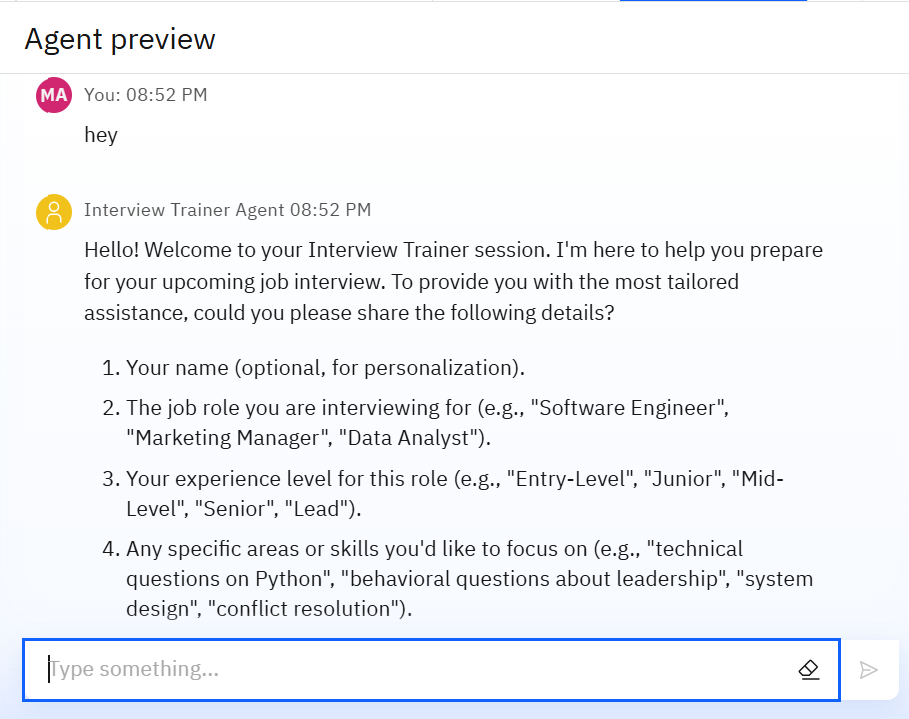 Agent preview
MA
You: 08:52 PM
hey
Interview Trainer Agent 08:52 PM
Hello! Welcome to your Interview Trainer session. I'm here to help you prepare
for your upcoming job interview. To provide you with the most tailored
assistance, could you please share the following details?
1. Your name (optional, for personalization).
2. The job role you are interviewing for (e.g., "Software Engineer",
"Marketing Manager", "Data Analyst").
3. Your experience level for this role (e.g., "Entry-Level", "Junior", "Mid-
Level", "Senior", "Lead").
4. Any specific areas or skills you'd like to focus on (e.g., "technical
questions on Python", "behavioral questions about leadership", "system
design", "conflict resolution").
Type something...